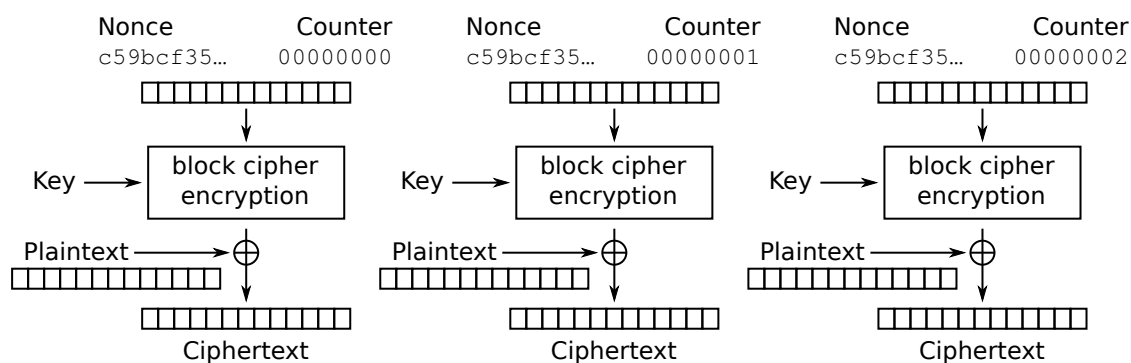 Nonce Counter Nonce Counter Nonce Counter
c59bcf35… 00000000 c59bcf35… 00000001 c59bcf35… 00000002
block cipher block cipher block cipher
Key encryption Key encryption Key encryption
Plaintext Plaintext Plaintext
Ciphertext Ciphertext Ciphertext